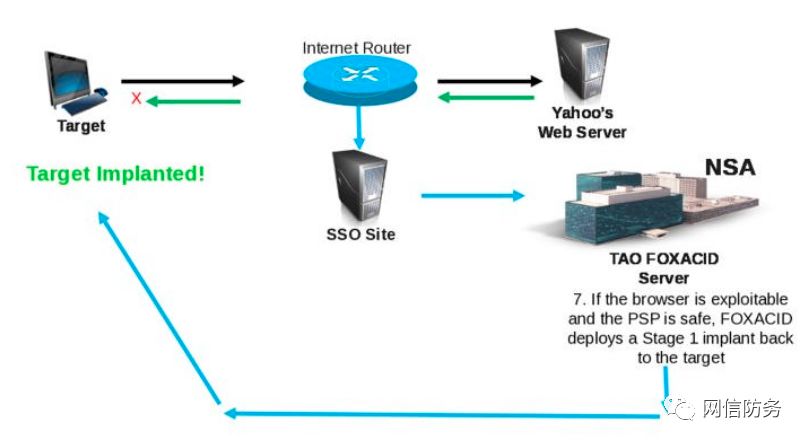 Internet Router
X
Target
Yahoo's
Web Server
Target Implanted!
NSA
SSO Site
TAO FOXACID
Server
7. If the browser is exploitable
and the PSP is safe, FOXACID
deploys a Stage 1 implant back
to the target
网信防务